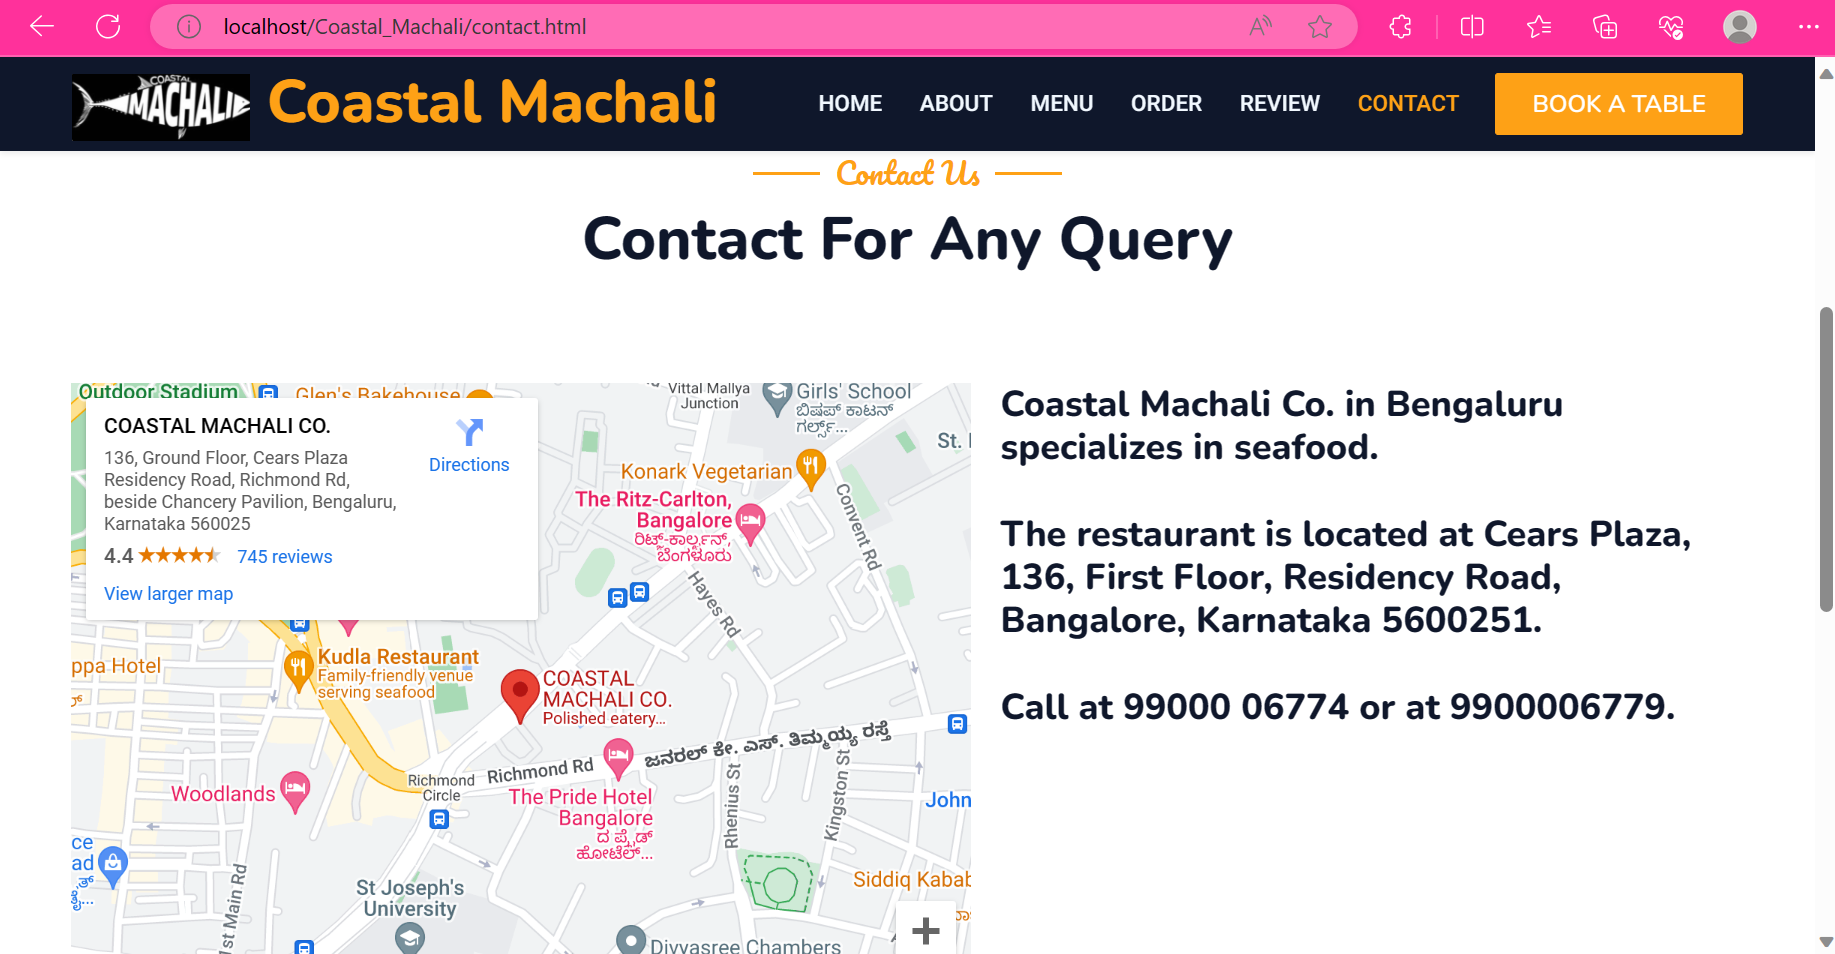 localhost/Coastal_Machali/contact.html
COASTAL
MACHALI
Coastal Machali
HOME
ABOUT
MENU
ORDER
REVIEW
CONTACT
BOOK A TABLE
Contact Us
Contact For Any Query
Outdoor Stadium
Glen's Bakehouse
COASTAL MACHALI CO.
136, Ground Floor, Cears Plaza
Residency Road, Richmond Rd,
beside Chancery Pavilion, Bengaluru,
Karnataka 560025
4.4
745 reviews
Directions
View larger map
Vittal Mallya
Junction
Girls' School
ಬಿಷಪ್ ಕಾಟನ್
ಗರ್ಲ್ಸ್...
St.
Konark Vegetarian
The Ritz-Carlton,
Bangalore
ರಿಟ್ಜ್-ಕಾರ್ಲ್ಟನ್,
ಬೆಂಗಳೂರು
Convent Rd
Hayes Rd
ppa Hotel
Kudla Restaurant
Family-friendly venue
serving seafood
COASTAL
MACHALI CO.
Polished eatery...
ಜನರಲ್ ಕೇ. ಎಸ್. ತಿಮ್ಮಯ್ಯ ರಸ್ತೆ
Richmond Rd
Richmond
Circle
Woodlands
The Pride Hotel
Bangalore
ದ ಪ್ರೈಡ್
ಹೋಟೆಲ್...
Rhenius St
Kingston St
John
ce
ad
St Joseph's
University
1st Main Rd
Siddiq Kabab
Divyasree Chambers
+
Coastal Machali Co. in Bengaluru
specializes in seafood.
The restaurant is located at Cears Plaza,
136, First Floor, Residency Road,
Bangalore, Karnataka 5600251.
Call at 99000 06774 or at 9900006779.